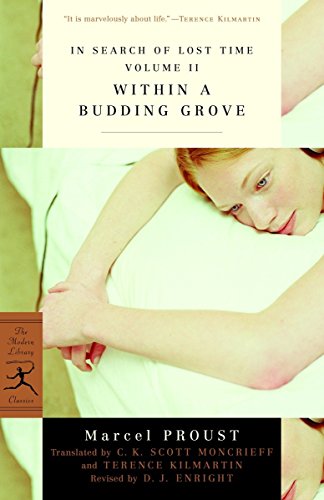 "It is marvelously about life."—TERENCE KILMARTIN
IN SEARCH OF LOST TIME
VOLUME II
WITHIN A
BUDDING GROVE
The
Modern
Library
Classics
Marcel PROUST
Translated by C. K. SCOTT MONCRIEFF
and TERENCE KILMARTIN
Revised by D. J. ENRIGHT